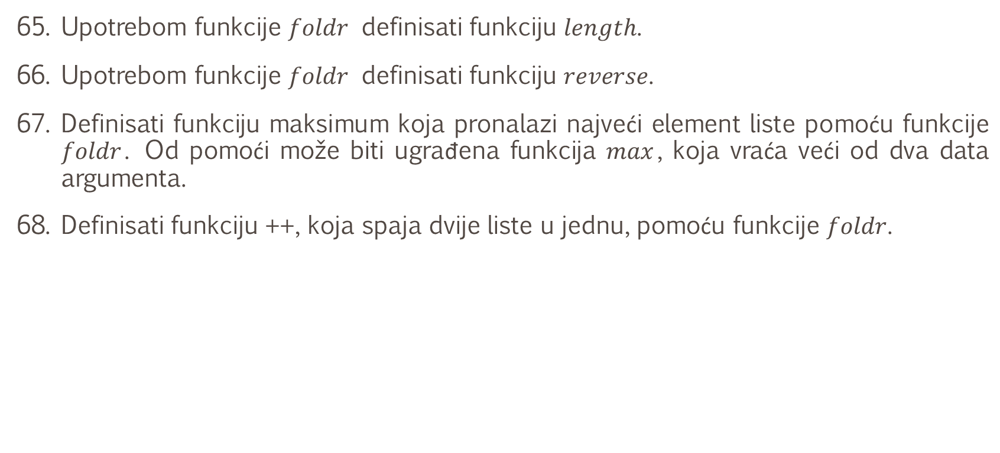 65. Upotrebom funkcije foldr definisati funkciju length.
66. Upotrebom funkcije foldr definisati funkciju reverse.
67. Definisati funkciju maksimum koja pronalazi najveći element liste pomoću funkcije
foldr. Od pomoći može biti ugrađena funkcija max, koja vraća veći od dva data
argumenta.
68. Definisati funkciju ++, koja spaja dvije liste u jednu, pomoću funkcije foldr.